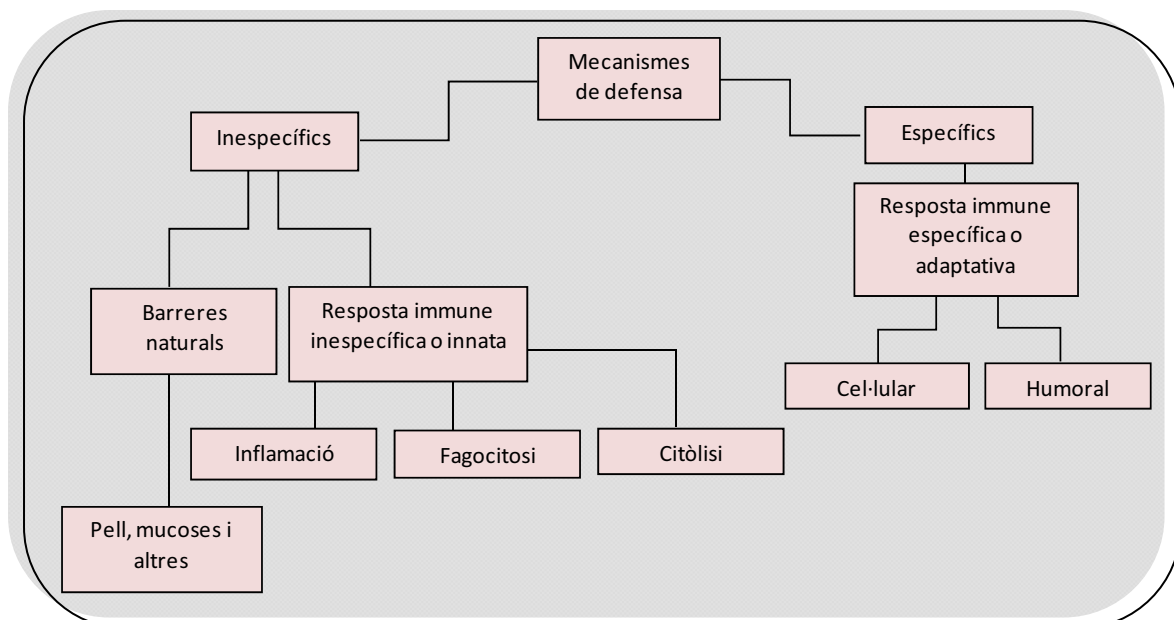 Mecanismes
de defensa
Inespecífics
Específics
Resposta immune
específica o
adaptativa
Barreres
naturals
Resposta immune
inespecífica o innata
Cel·lular
Humoral
Inflamació
Fagocitosi
Citòlisi
Pell, mucoses i
altres